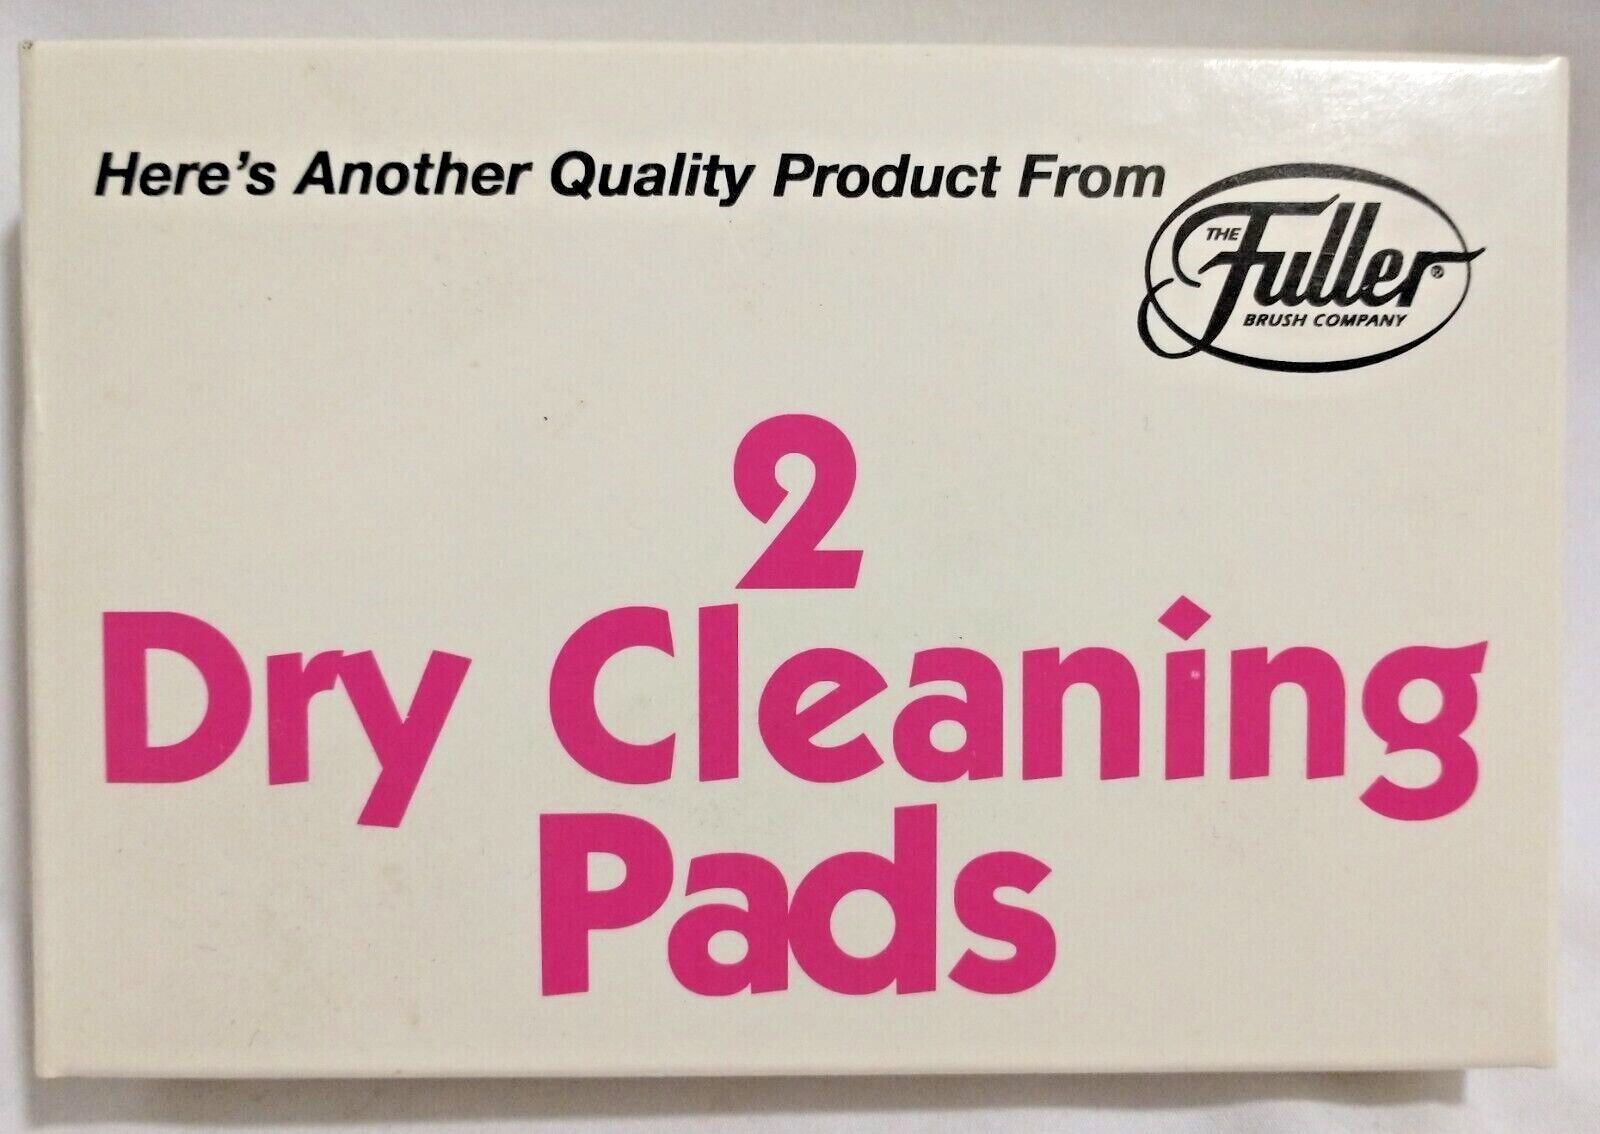 Here's Another Quality Product From
THE
Fuller®
BRUSH COMPANY
2
Dry Cleaning
Pads